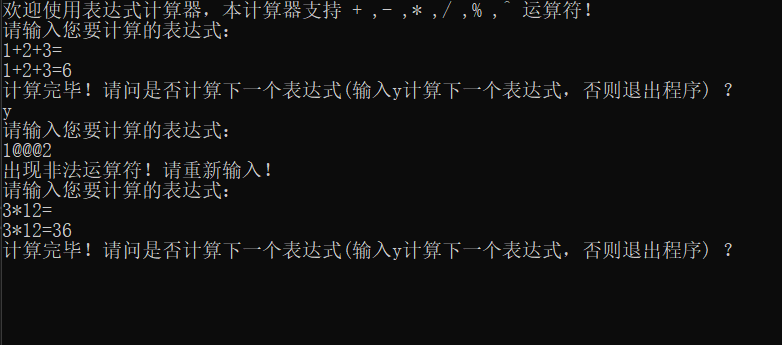 欢迎使用表达式计算器，本计算器支持 + ,- ,* ,/ ,% ,^ 运算符！
请输入您要计算的表达式：
1+2+3=
1+2+3=6
计算完毕！请问是否计算下一个表达式(输入y计算下一个表达式，否则退出程序) ？
y
请输入您要计算的表达式：
1@@@2
出现非法运算符！请重新输入！
请输入您要计算的表达式：
3*12=
3*12=36
计算完毕！请问是否计算下一个表达式(输入y计算下一个表达式，否则退出程序) ？